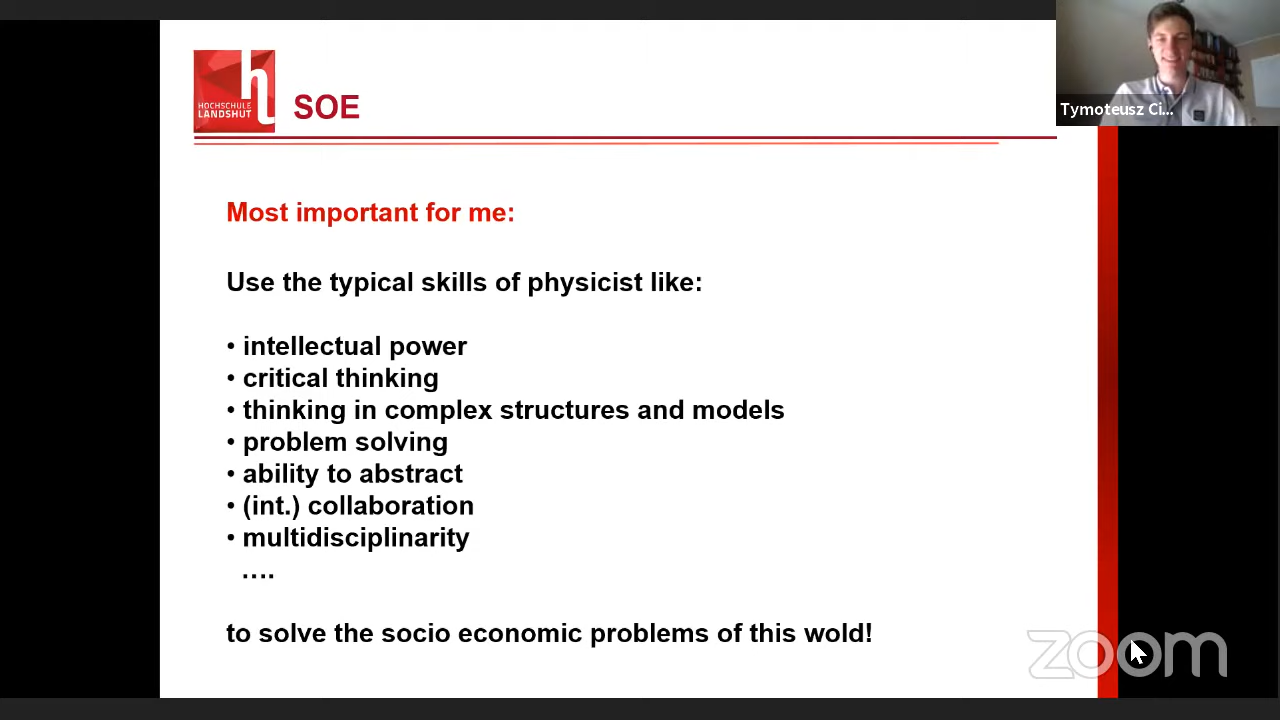 HOCHSCHULE
LANDSHUT
SOE
Tymoteusz Ci...
Most important for me:
Use the typical skills of physicist like:
• intellectual power
• critical thinking
• thinking in complex structures and models
• problem solving
• ability to abstract
• (int.) collaboration
• multidisciplinarity
....
to solve the socio economic problems of this wold!
zoom